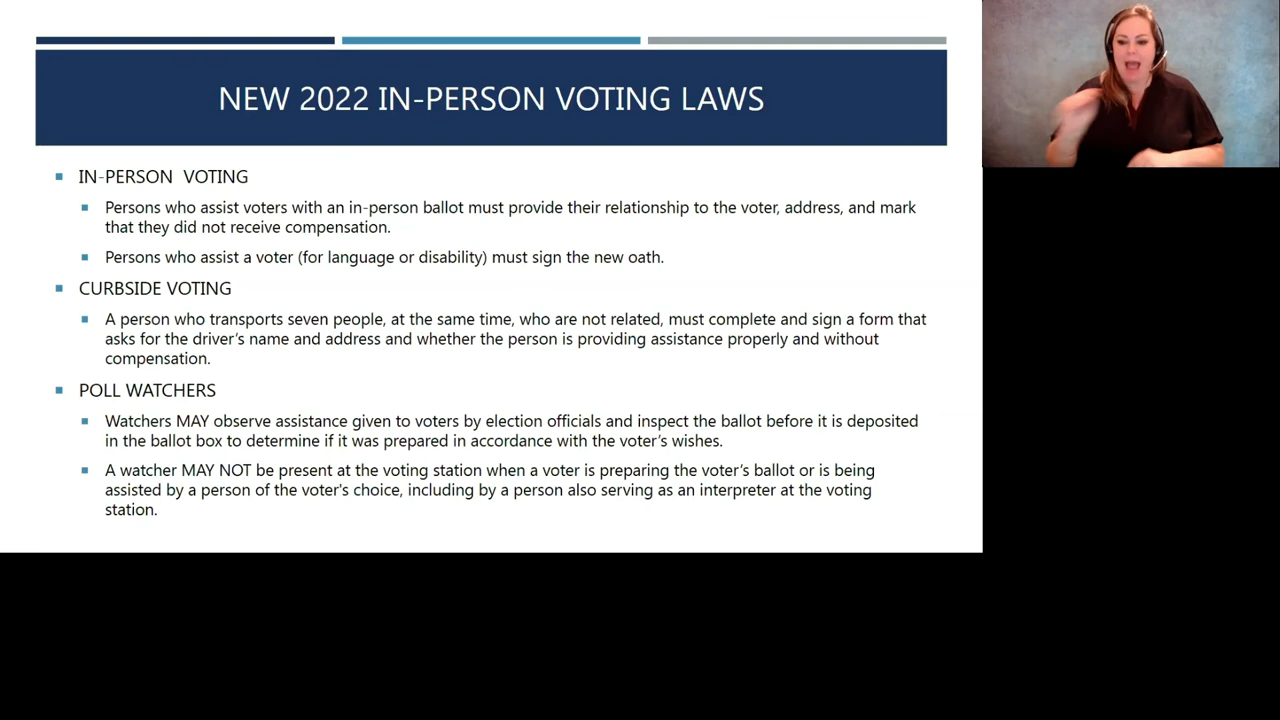 NEW 2022 IN-PERSON VOTING LAWS
IN-PERSON VOTING
Persons who assist voters with an in-person ballot must provide their relationship to the voter, address, and mark
that they did not receive compensation.
Persons who assist a voter (for language or disability) must sign the new oath.
CURBSIDE VOTING
A person who transports seven people, at the same time, who are not related, must complete and sign a form that
asks for the driver's name and address and whether the person is providing assistance properly and without
compensation.
POLL WATCHERS
Watchers MAY observe assistance given to voters by election officials and inspect the ballot before it is deposited
in the ballot box to determine if it was prepared in accordance with the voter's wishes.
A watcher MAY NOT be present at the voting station when a voter is preparing the voter's ballot or is being
assisted by a person of the voter's choice, including by a person also serving as an interpreter at the voting
station.